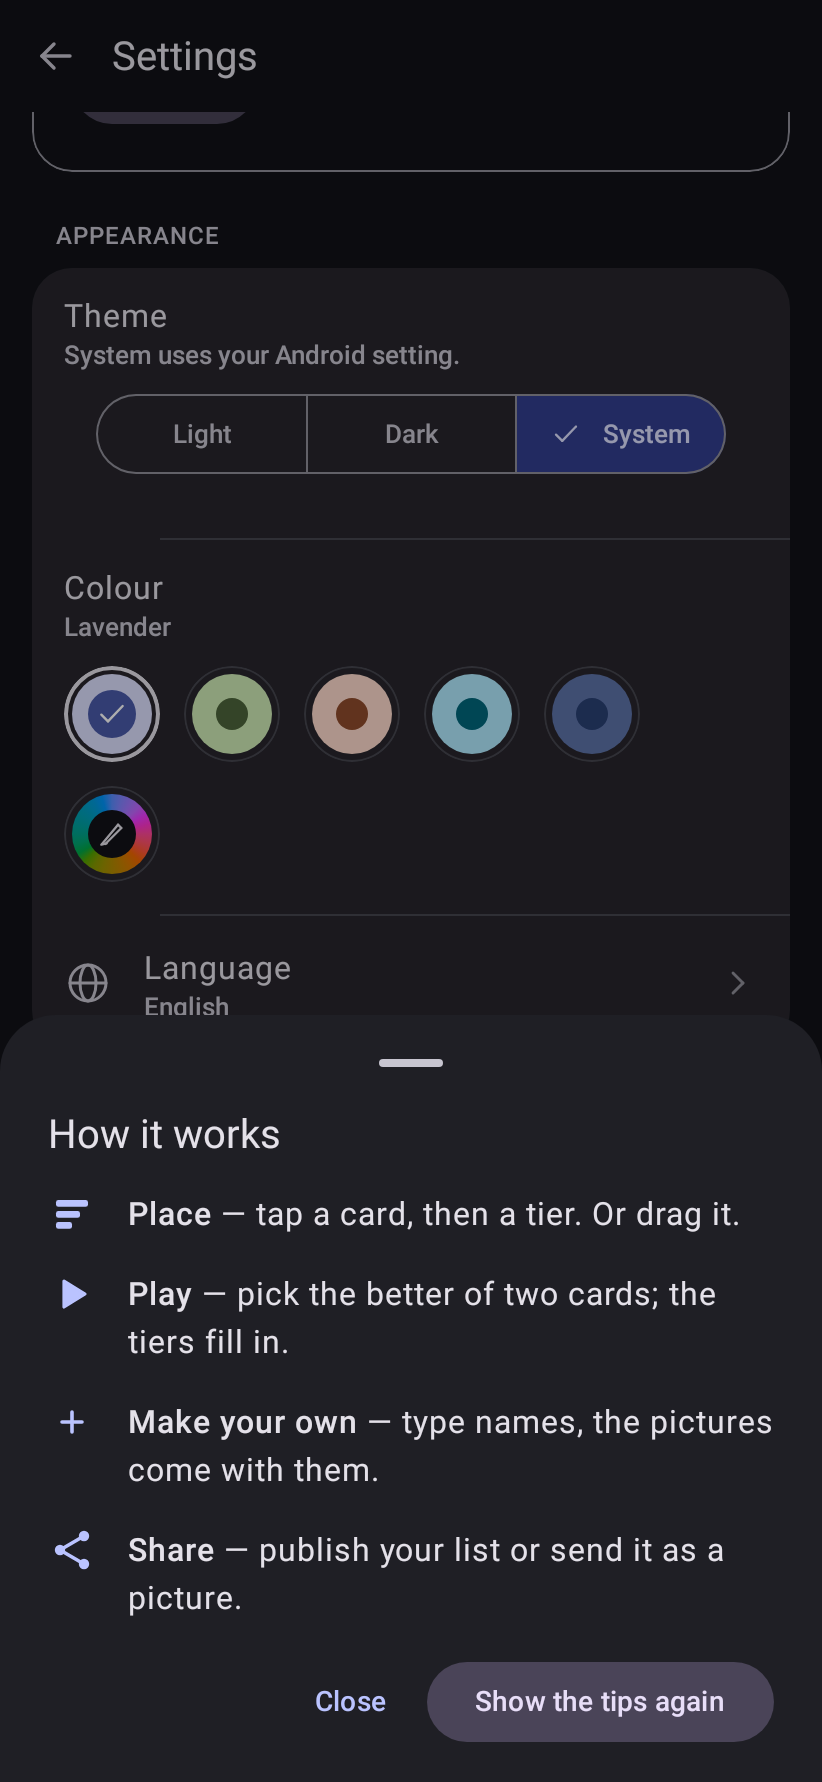 Settings
APPEARANCE
Theme
System uses your Android setting.
Light
Dark
System
Colour
Lavender
Language
English
How it works
Place — tap a card, then a tier. Or drag it.
Play — pick the better of two cards; the
tiers fill in.
Make your own — type names, the pictures
come with them.
Share — publish your list or send it as a
picture.
Close
Show the tips again